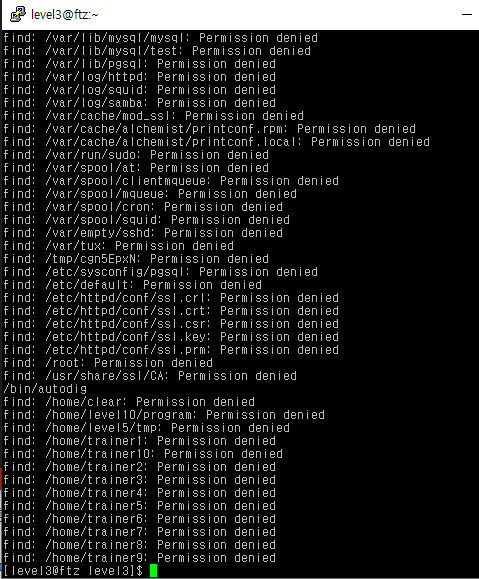 level3@ftz:~
find: /var/lib/mysql/mysql: Permission denied
find: /var/lib/mysql/test: Permission denied
find: /var/lib/pgsql: Permission denied
find: /var/log/httpd: Permission denied
find: /var/log/squid: Permission denied
find: /var/log/samba: Permission denied
find: /var/cache/mod_ssl: Permission denied
find: /var/cache/alchemist/printconf.rpm: Permission denied
find: /var/cache/alchemist/printconf.local: Permission denied
find: /var/run/sudo: Permission denied
find: /var/spool/at: Permission denied
find: /var/spool/clientmqueue: Permission denied
find: /var/spool/mqueue: Permission denied
find: /var/spool/cron: Permission denied
find: /var/spool/squid: Permission denied
find: /var/empty/sshd: Permission denied
find: /var/tux: Permission denied
find: /tmp/cgn5EpxN: Permission denied
find: /etc/sysconfig/pgsql: Permission denied
find: /etc/default: Permission denied
find: /etc/httpd/conf/ssl.crl: Permission denied
find: /etc/httpd/conf/ssl.crt: Permission denied
find: /etc/httpd/conf/ssl.csr: Permission denied
find: /etc/httpd/conf/ssl.key: Permission denied
find: /etc/httpd/conf/ssl.prm: Permission denied
find: /root: Permission denied
find: /usr/share/ssl/CA: Permission denied
/bin/autodig
find: /home/clear: Permission denied
find: /home/level10/program: Permission denied
find: /home/level5/tmp: Permission denied
find: /home/trainer1: Permission denied
find: /home/trainer10: Permission denied
find: /home/trainer2: Permission denied
find: /home/trainer3: Permission denied
find: /home/trainer4: Permission denied
find: /home/trainer5: Permission denied
find: /home/trainer6: Permission denied
find: /home/trainer7: Permission denied
find: /home/trainer8: Permission denied
find: /home/trainer9: Permission denied
[level3@ftz level3]$